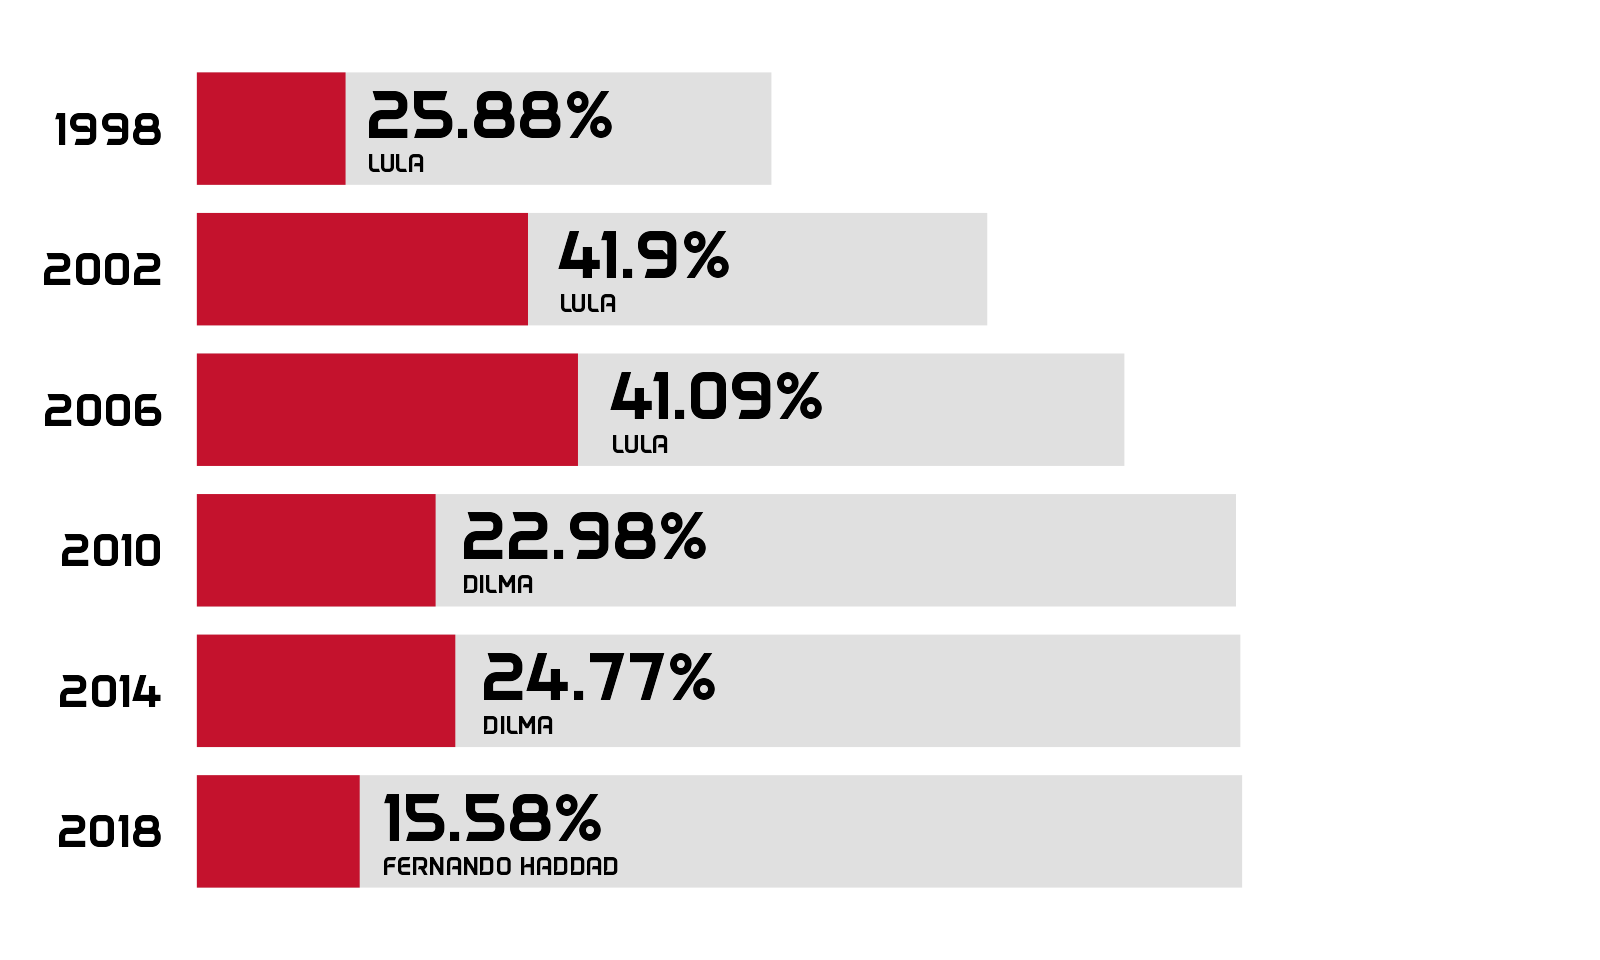 1998
25.88%
LULA
2002
41.9%
LULA
2006
41.09%
LULA
2010
22.98%
DILMA
2014
24.77%
DILMA
2018
15.58%
FERNANDO HADDAD